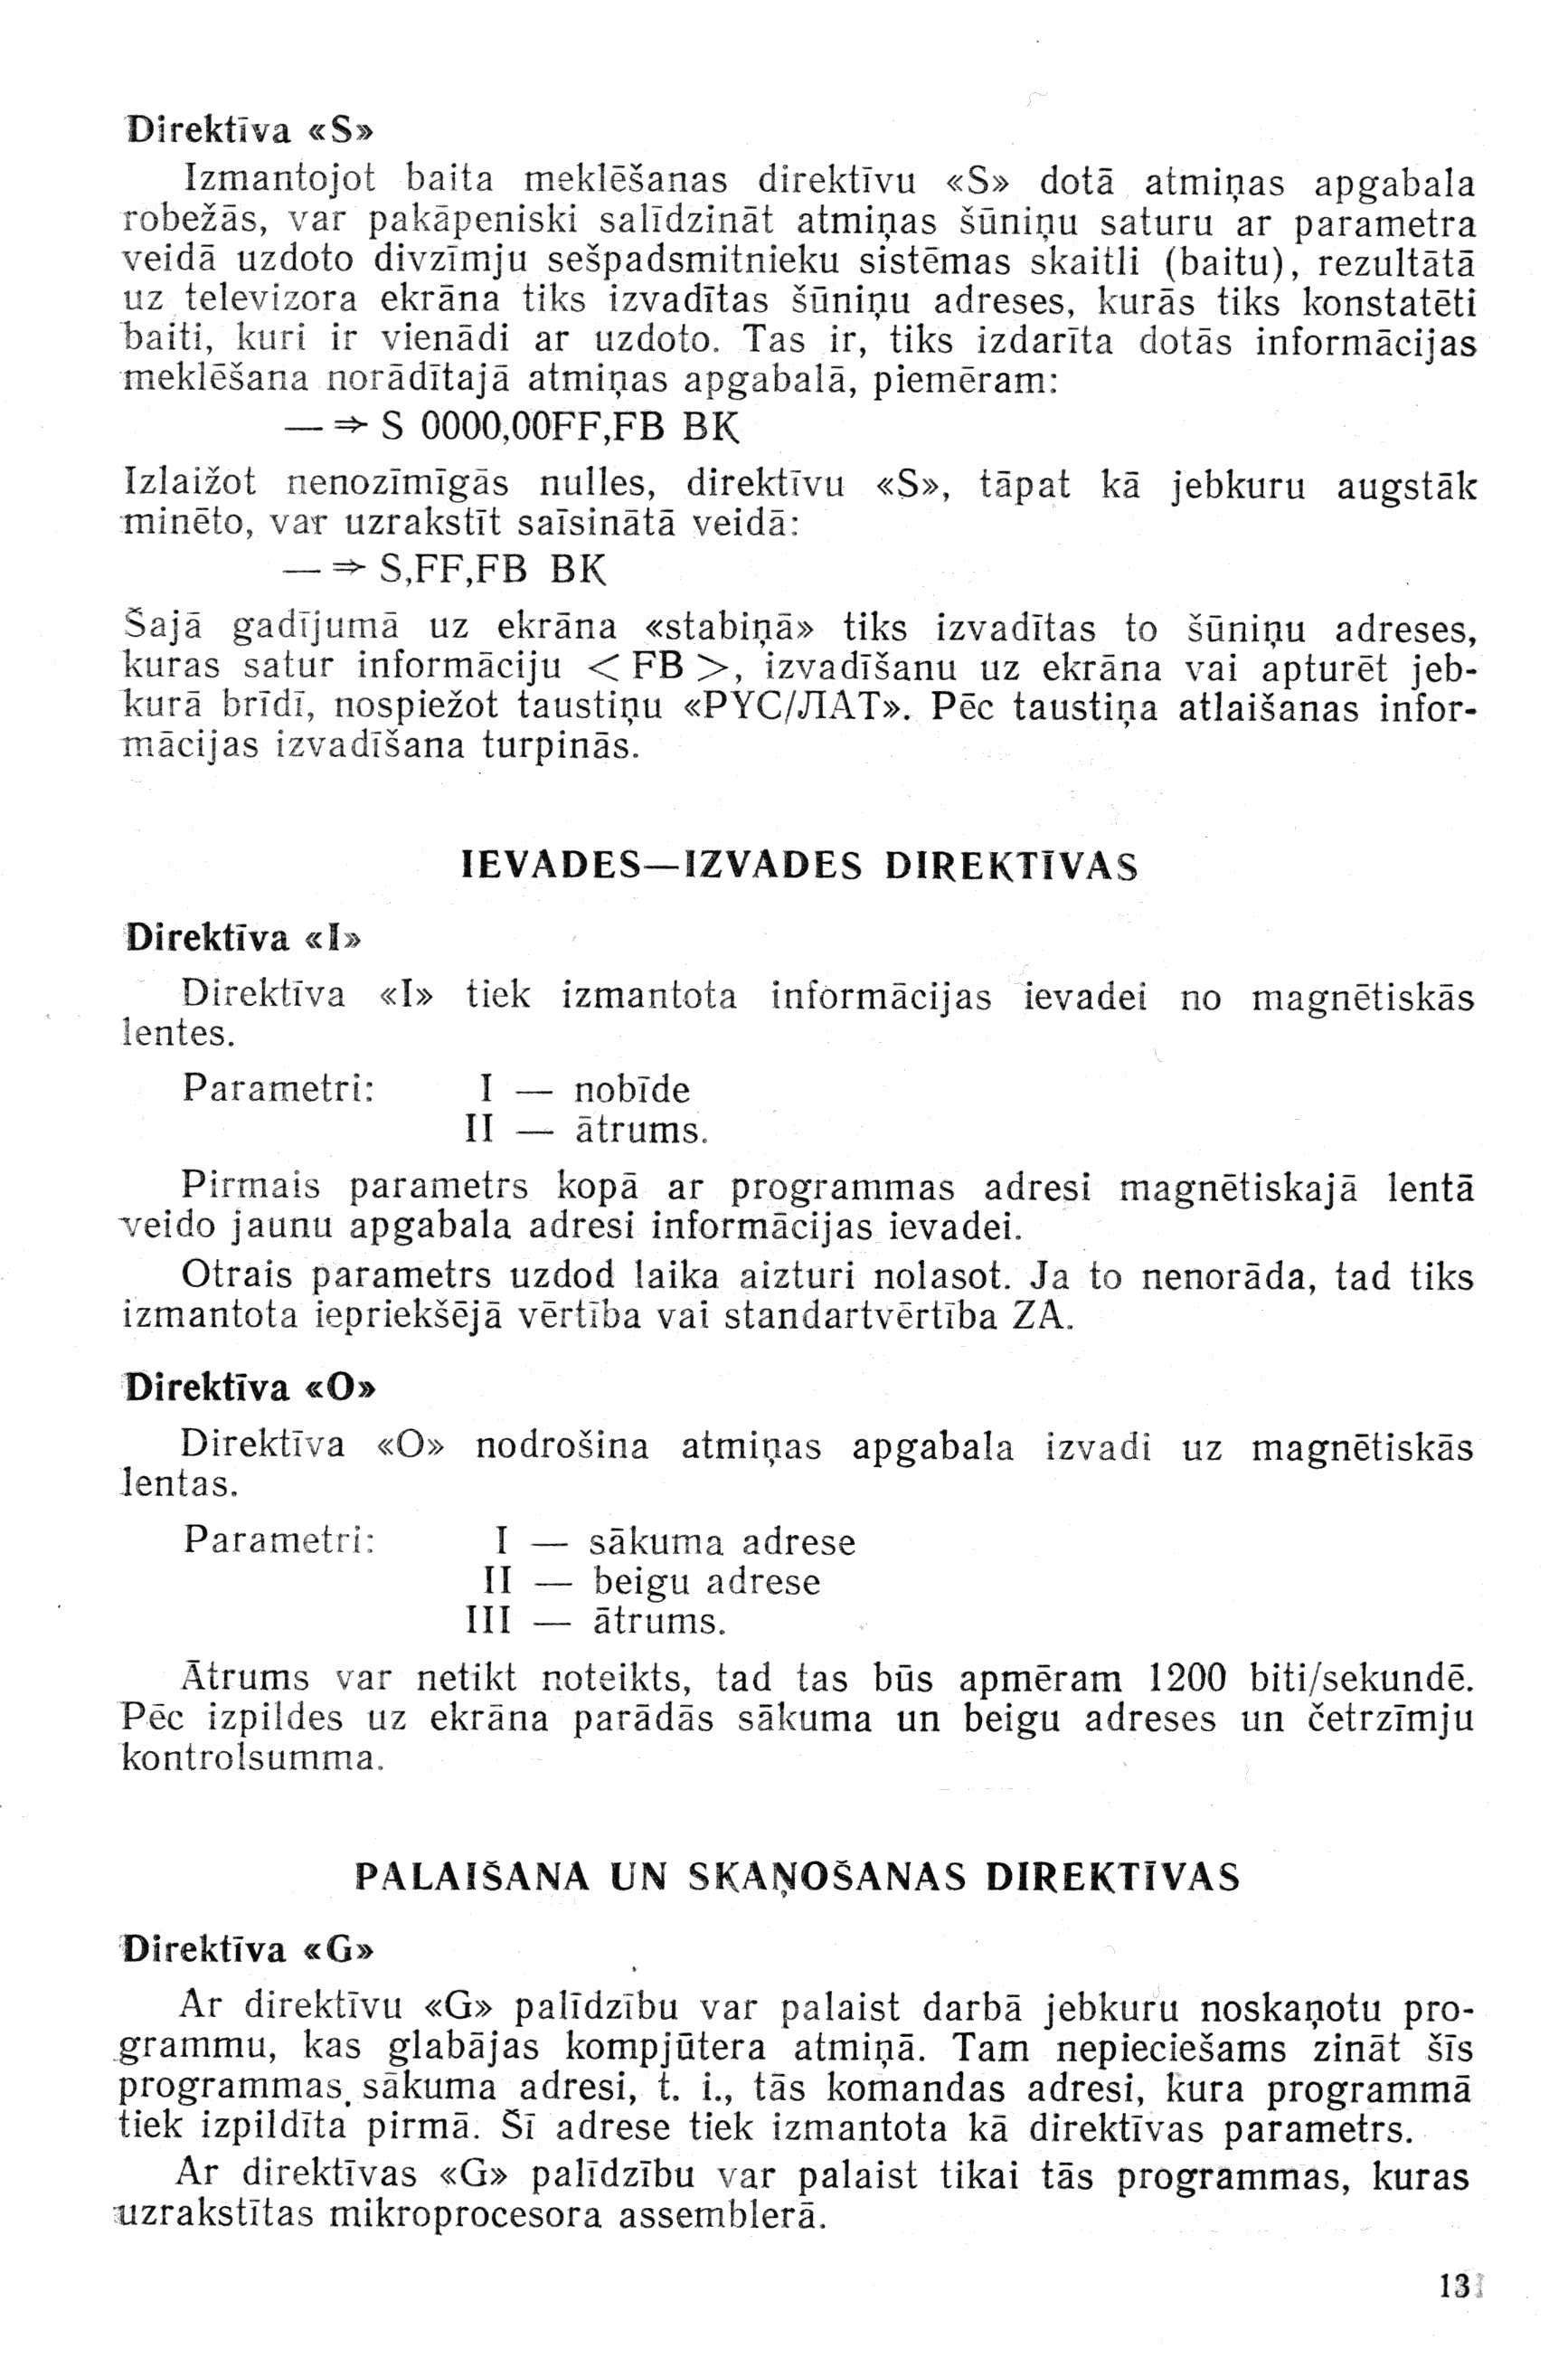 Direktīva «S»
Izmantojot baita meklēšanas direktīvu «S» dotā atmiņas apgabala
robežās, var pakāpeniski salīdzināt atmiņas šūniņu saturu ar parametra
veidā uzdoto divzīmju sešpadsmitnieku sistēmas skaitli (baitu), rezultātā
uz televizora ekrāna tiks izvadītas šūniņu adreses, kurās tiks konstatēti
baiti, kuri ir vienādi ar uzdoto. Tas ir, tiks izdarīta dotās informācijas
meklēšana norādītajā atmiņas apgabalā, piemēram:
— ⇒ S 0000,00FF,FB BK
Izlaižot nenozīmīgās nulles, direktīvu «S», tāpat kā jebkuru augstāk
minēto, var uzrakstīt saīsinātā veidā:
— ⇒ S,FF,FB BK
Šajā gadījumā uz ekrāna «stabiņā» tiks izvadītas to šūniņu adreses,
kuras satur informāciju < FB >, izvadīšanu uz ekrāna vai apturēt jeb-
kurā brīdī, nospiežot taustiņu «РҮС/ЛАТ». Pēc taustiņa atlaišanas infor-
mācijas izvadīšana turpinās.
IEVADES—IZVADES DIREKTĪVAS
Direktīva «I»
Direktīva «I» tiek izmantota informācijas ievadei no magnētiskās
lentes.
Parametri: I — nobīde
II — ātrums.
Pirmais parametrs kopā ar programmas adresi magnētiskajā lentā
veido jaunu apgabala adresi informācijas ievadei.
Otrais parametrs uzdod laika aizturi nolasot. Ja to nenorāda, tad tiks
izmantota iepriekšējā vērtība vai standartvērtība ZA.
Direktīva «O»
Direktīva «O» nodrošina atmiņas apgabala izvadi uz magnētiskās
lentas.
Parametri: I — sākuma adrese
II — beigu adrese
III — ātrums.
Ātrums var netikt noteikts, tad tas būs apmēram 1200 biti/sekundē.
Pēc izpildes uz ekrāna parādās sākuma un beigu adreses un četrzīmju
kontrolsumma.
PALAIŠANA UN SKAŅOŠANAS DIREKTĪVAS
Direktīva «G»
Ar direktīvu «G» palīdzību var palaist darbā jebkuru noskaņotu pro-
grammu, kas glabājas kompjūtera atmiņā. Tam nepieciešams zināt šīs
programmas sākuma adresi, t. i., tās komandas adresi, kura programmā
tiek izpildīta pirmā. Šī adrese tiek izmantota kā direktīvas parametrs.
Ar direktīvas «G» palīdzību var palaist tikai tās programmas, kuras
uzrakstītas mikroprocesora assemblerā.
13